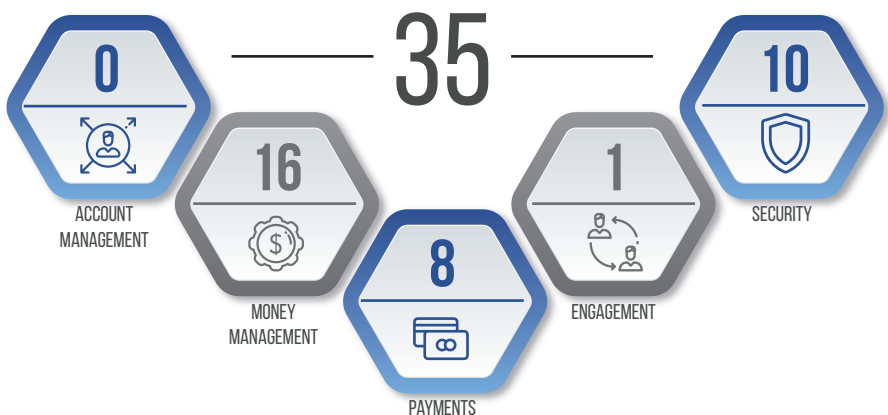 35
0
ACCOUNT
MANAGEMENT
16
$
MONEY
MANAGEMENT
8
PAYMENTS
1
ENGAGEMENT
10
SECURITY